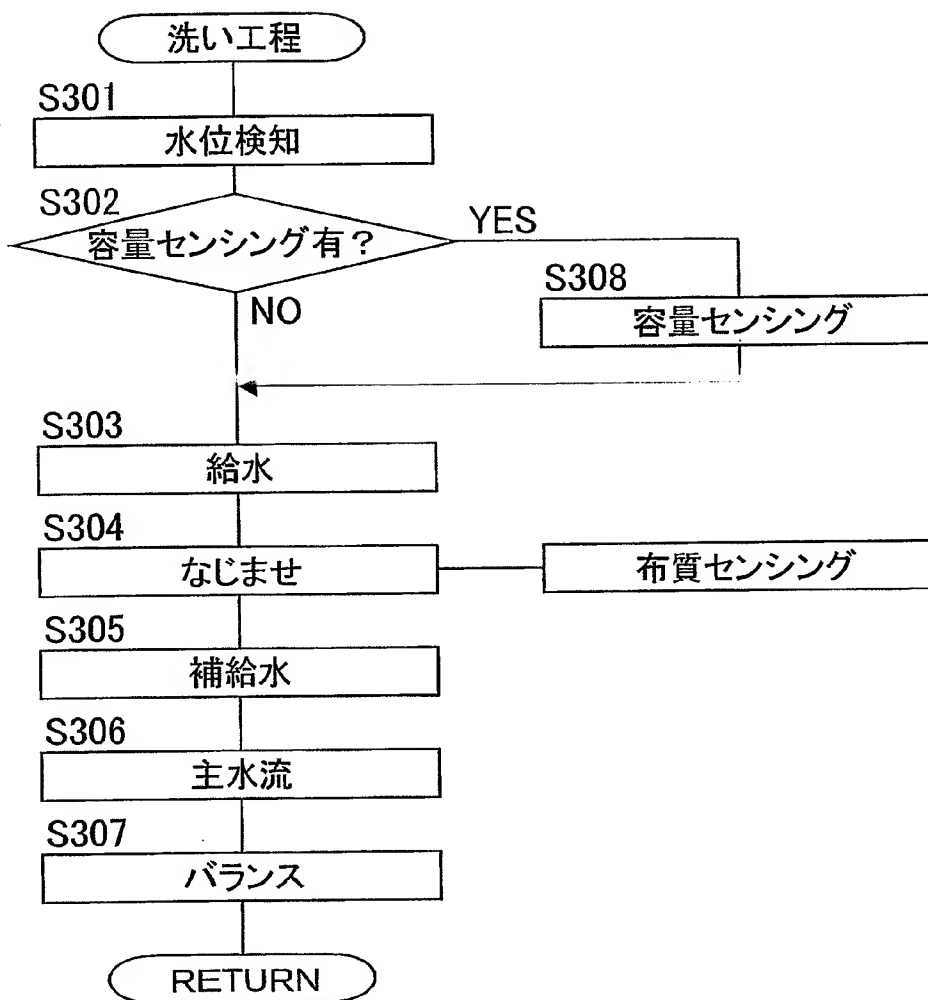 洗い工程
S301
水位検知
S302
容量センシング有？
YES
NO
S308
容量センシング
S303
給水
S304
なじませ
布質センシング
S305
補給水
S306
主水流
S307
バランス
RETURN